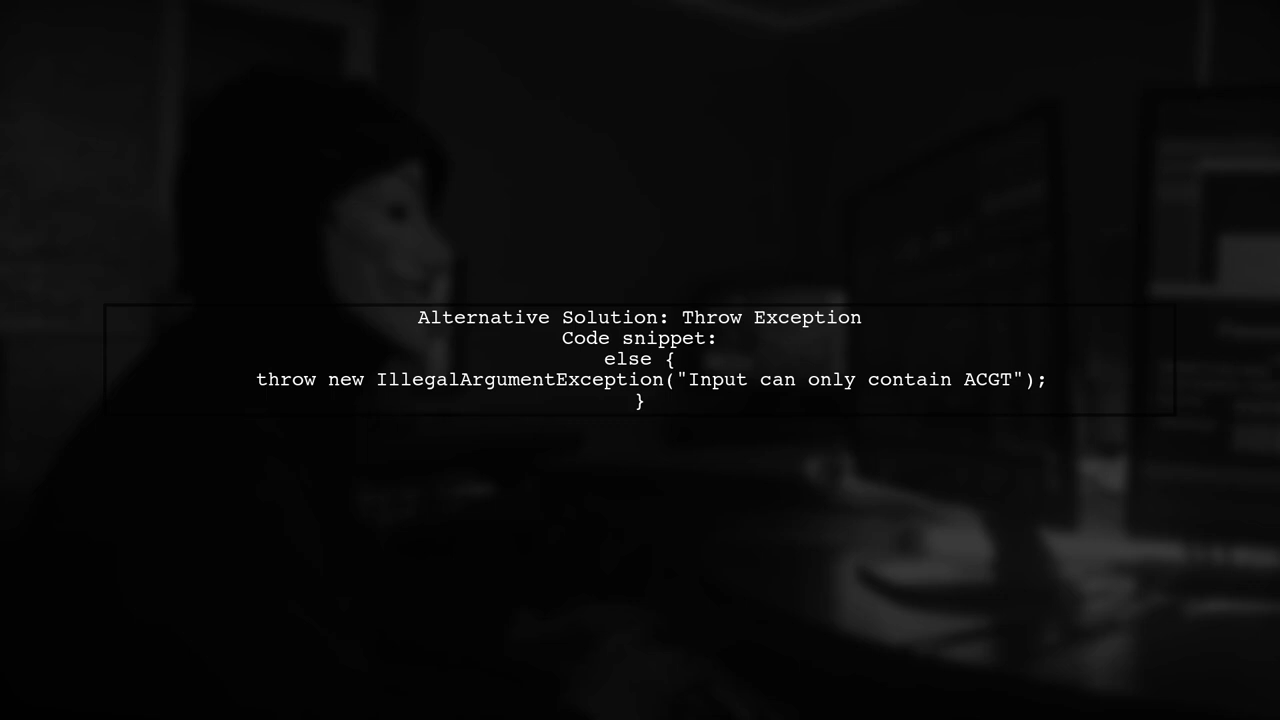 Alternative Solution: Throw Exception
Code snippet:
else {
throw new IllegalArgumentException("Input can only contain ACGT");
}